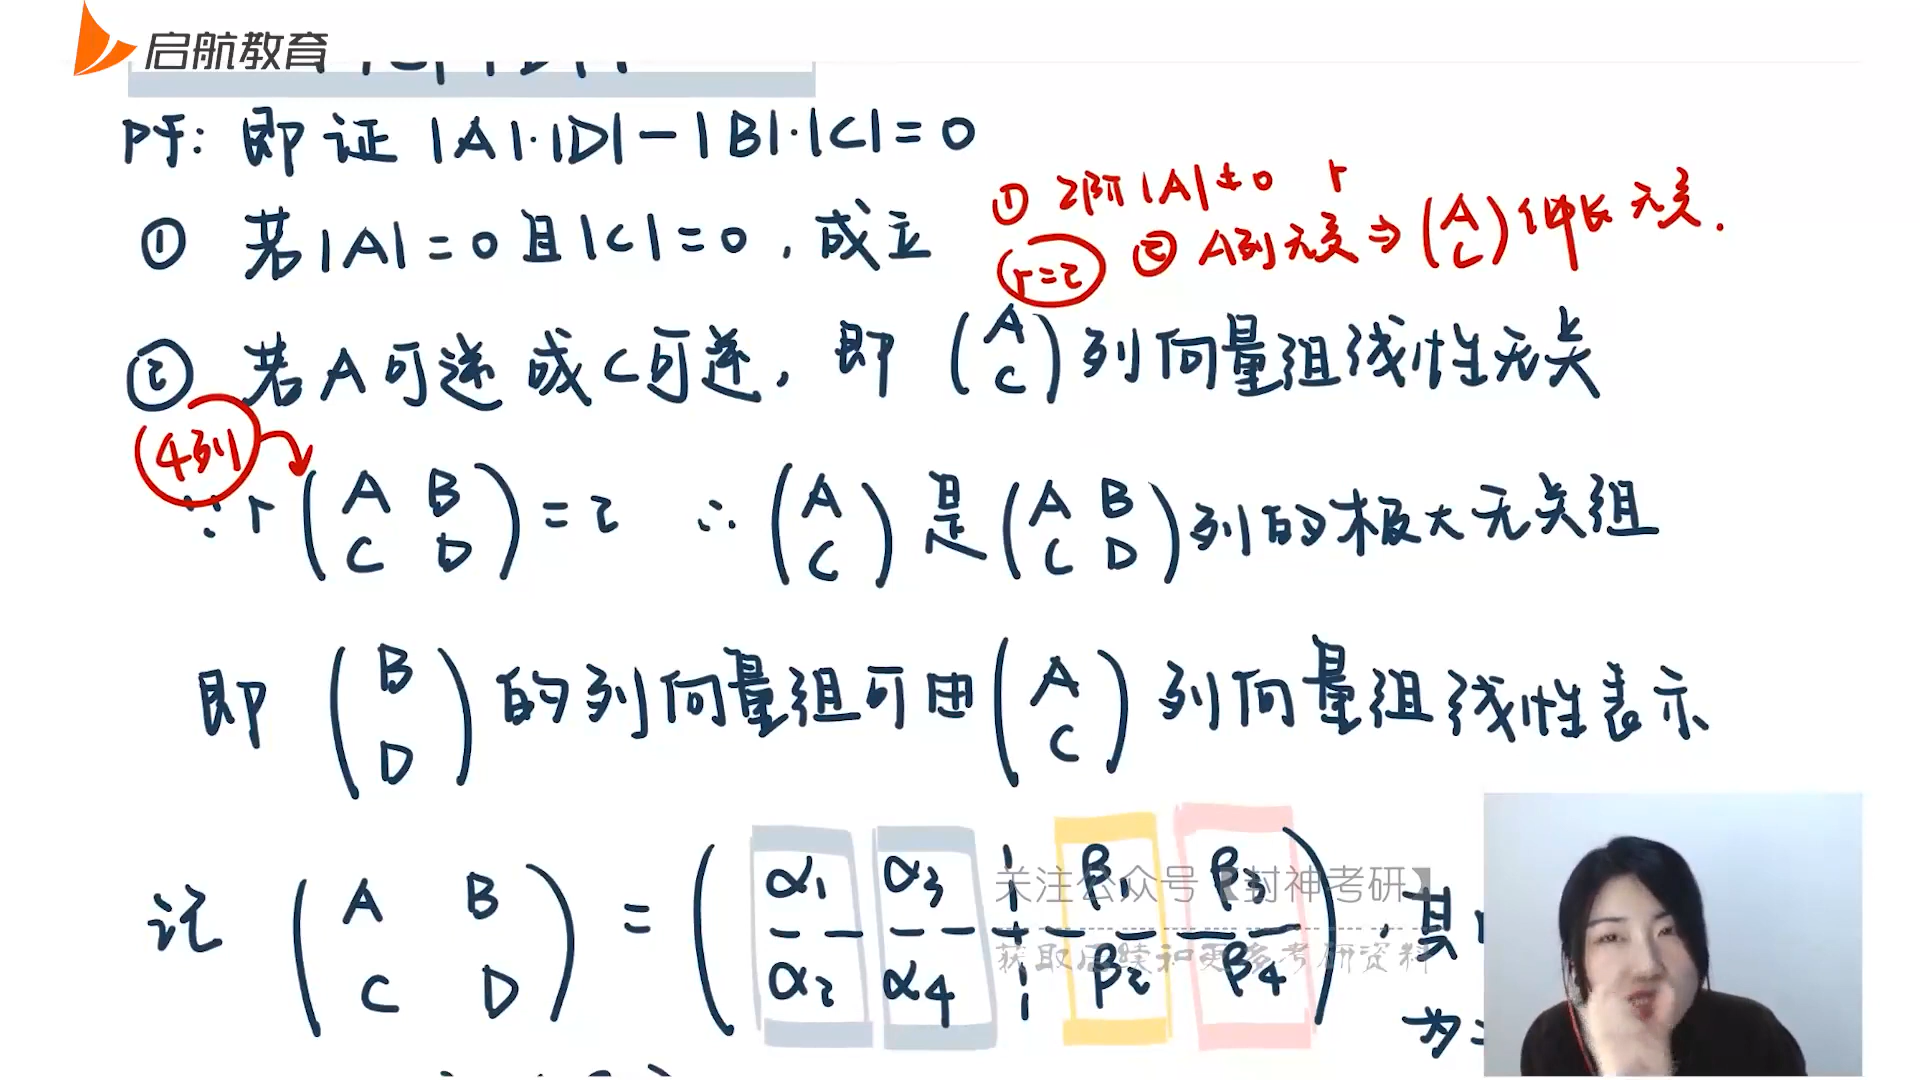 启航教育
Pf: 即证 |A|·|D|-|B|·|C|=0
① 2阶|A|≠0 r
① 若|A|=0且|C|=0，成立
r=2 ② A列无关⇒(A C)伸长无关.
② 若A可逆或C可逆，即 (A C)列向量组线性无关
4列
∵ r(A B C D)=2 ∴ (A C)是(A B C D)列的极大无关组
即 (B D)的列向量组可由(A C)列向量组线性表示
关注公众号【封神考研】
记 (A B C D) = (α₁ α₃ β₁ β₃ α₂ α₄ β₂ β₄)，其
获取后续和更多考研资料
为